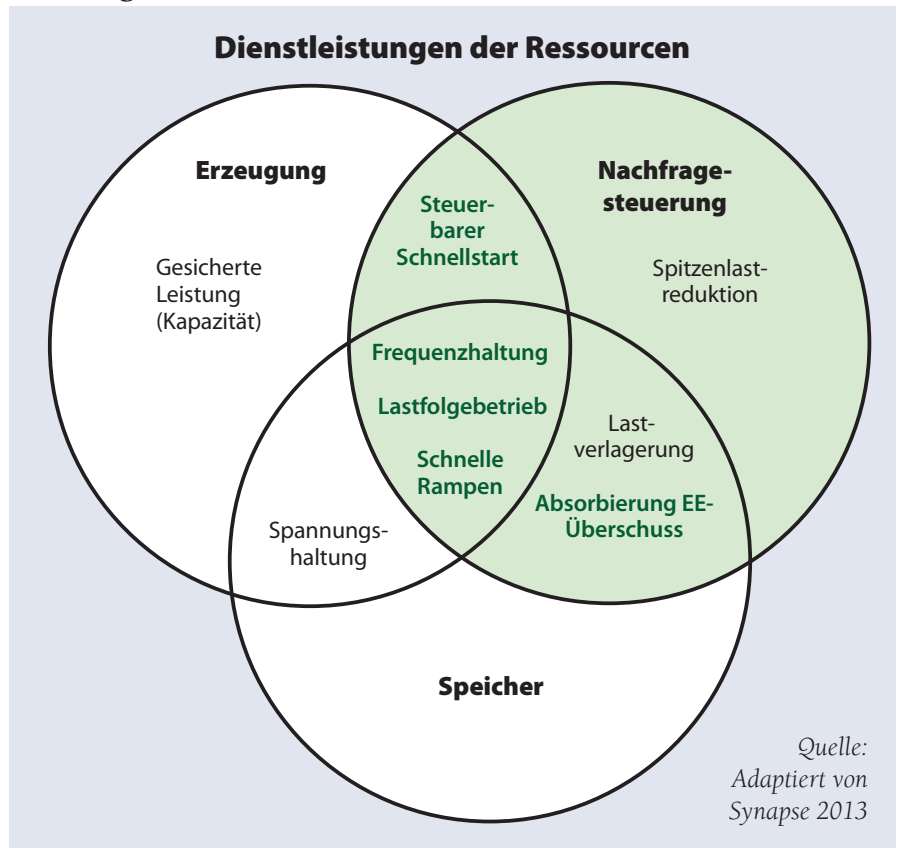 Dienstleistungen der Ressourcen
Erzeugung
Gesicherte
Leistung
(Kapazität)
Steuer-
barer
Schnellstart
Nachfrage-
steuerung
Spitzenlast-
reduktion
Frequenzhaltung
Lastfolgebetrieb
Schnelle
Rampen
Last-
verlagerung
Absorbierung EE-
Überschuss
Spannungs-
haltung
Speicher
Quelle:
Adaptiert von
Synapse 2013